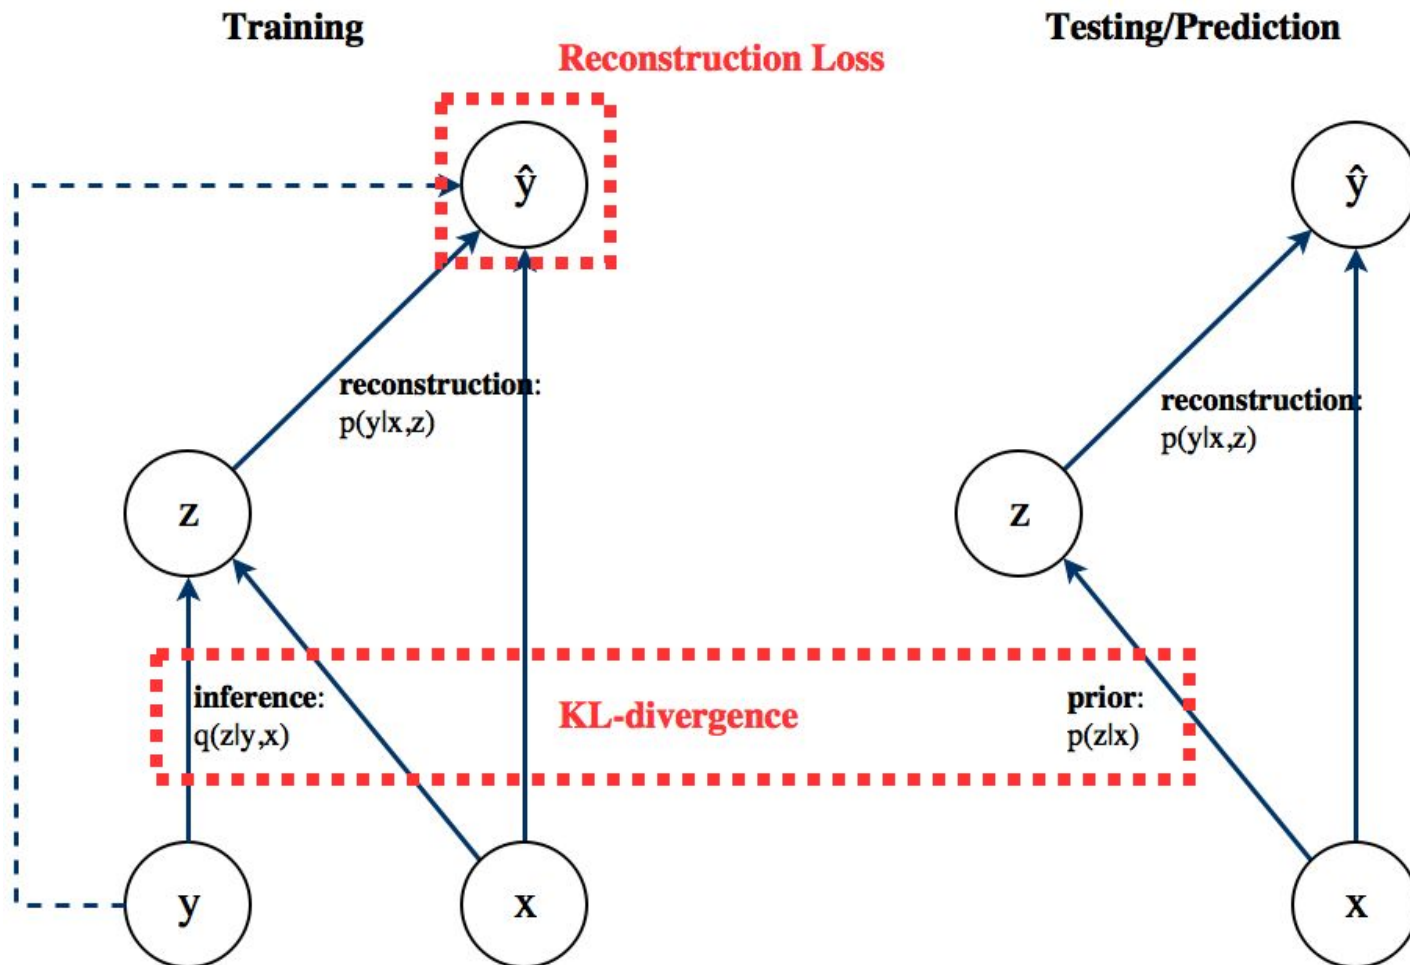 Training
Testing/Prediction
Reconstruction Loss
ŷ
ŷ
reconstruction:
p(y|x,z)
reconstruction:
p(y|x,z)
z
z
inference:
q(z|y,x)
KL-divergence
prior:
p(z|x)
y
x
x